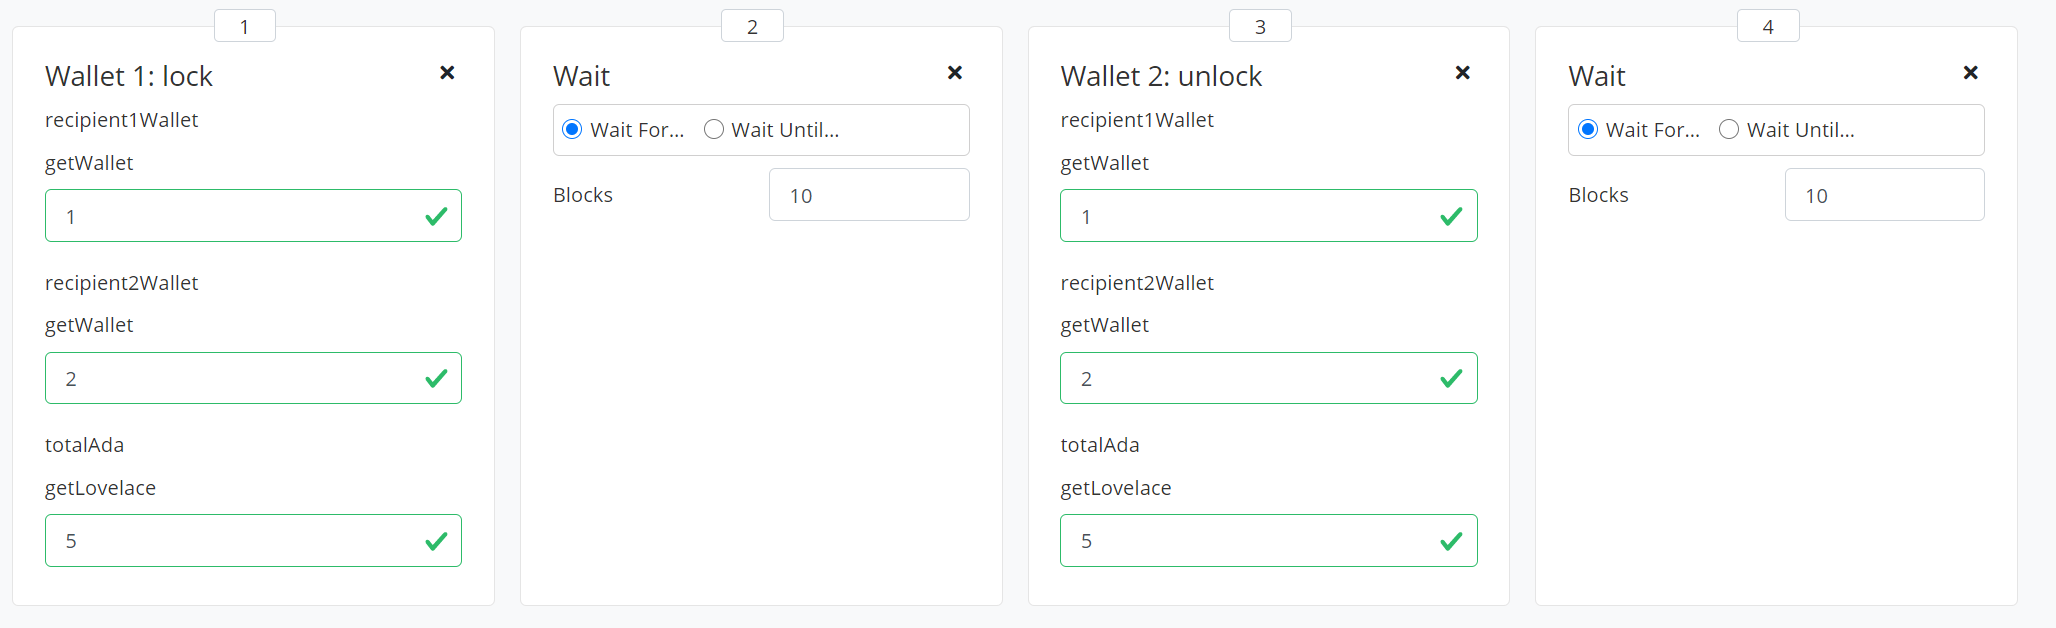 1
Wallet 1: lock
recipient1Wallet
getWallet
1
recipient2Wallet
getWallet
2
totalAda
getLovelace
5
2
Wait
Wait For... Wait Until...
Blocks 10
3
Wallet 2: unlock
recipient1Wallet
getWallet
1
recipient2Wallet
getWallet
2
totalAda
getLovelace
5
4
Wait
Wait For... Wait Until...
Blocks 10